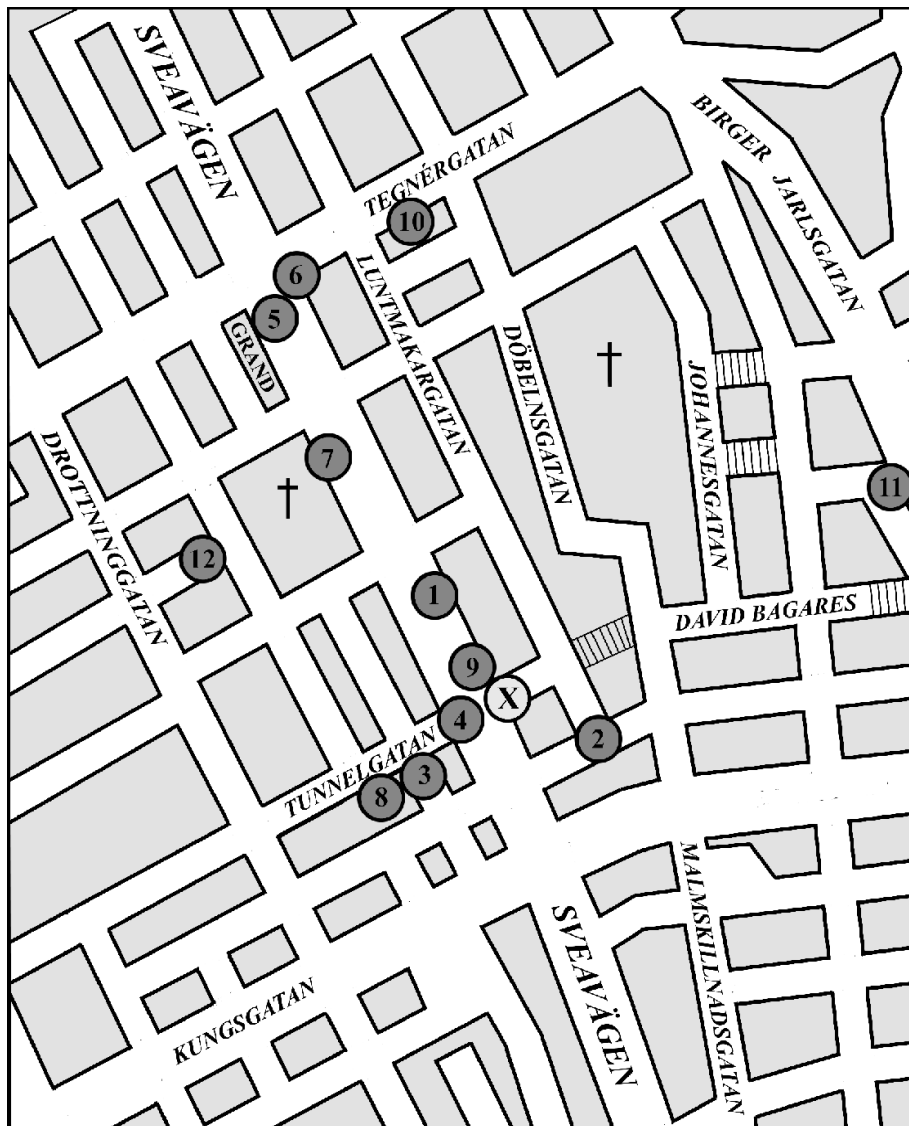 SVEAVÄGEN
BIRGER
JARLSGATAN
TEGNÉRGATAN
10
6
5
LUNTMAKARGATAN
GRAND
DÖBELNSGATAN
JOHANNESGATAN
DROTTNINGGATAN
7
11
12
1
DAVID BAGARES
9
X
4
2
TUNNELGATAN
3
8
MALMSKILLNADSGATAN
SVEAVÄGEN
KUNGSGATAN